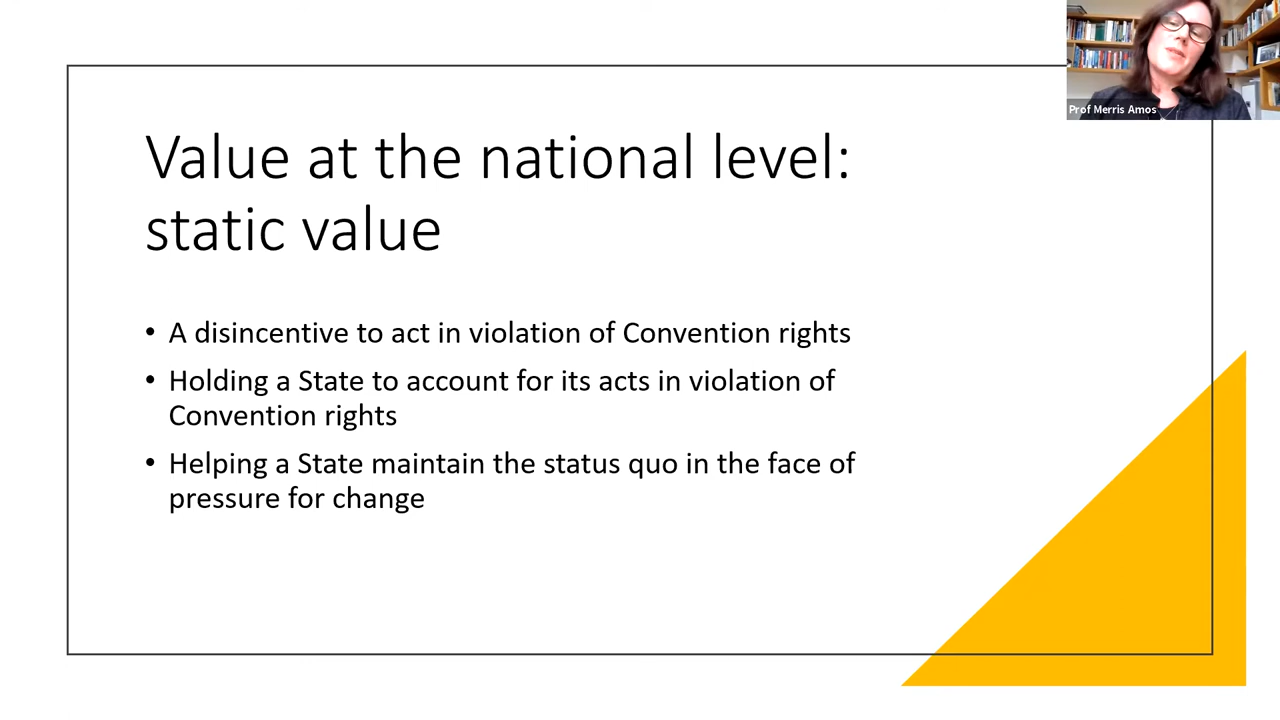 Prof Merris Amos
Value at the national level:
static value
• A disincentive to act in violation of Convention rights
• Holding a State to account for its acts in violation of
Convention rights
• Helping a State maintain the status quo in the face of
pressure for change